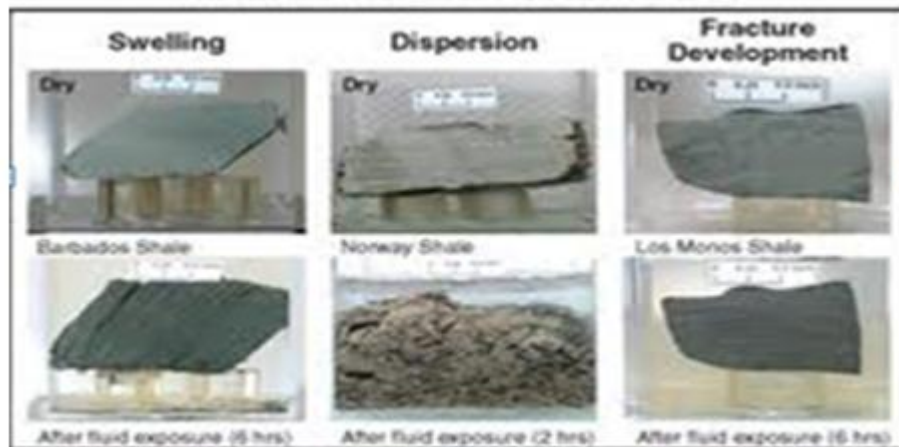 Swelling
Dispersion
Fracture
Development
Dry
Dry
Dry
Barbados Shale
Norway Shale
Los Monos Shale
After fluid exposure (6 hrs)
After fluid exposure (2 hrs)
After fluid exposure (6 hrs)